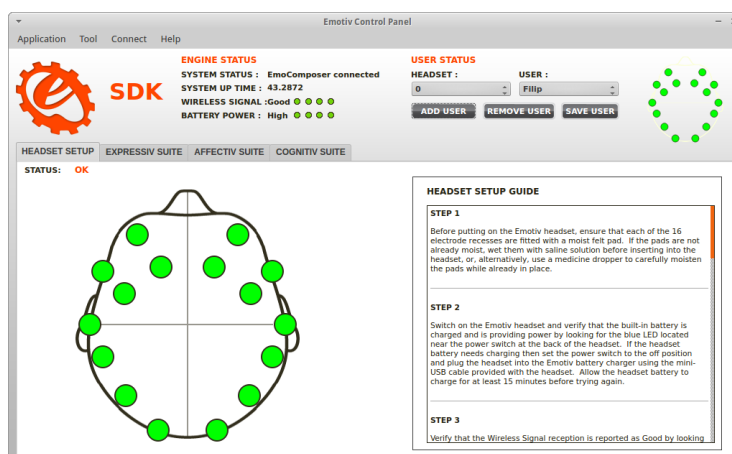 Emotiv Control Panel
Application Tool Connect Help
SDK
ENGINE STATUS
SYSTEM STATUS : EmoComposer connected
SYSTEM UP TIME : 43.2872
WIRELESS SIGNAL :Good
BATTERY POWER : High
USER STATUS
HEADSET : USER :
0 Filip
ADD USER REMOVE USER SAVE USER
HEADSET SETUP EXPRESSIV SUITE AFFECTIV SUITE COGNITIV SUITE
STATUS: OK
HEADSET SETUP GUIDE
STEP 1
Before putting on the Emotiv headset, ensure that each of the 16
electrode recesses are fitted with a moist felt pad. If the pads are not
already moist, wet them with saline solution before inserting into the
headset, or, alternatively, use a medicine dropper to carefully moisten
the pads while already in place.
STEP 2
Switch on the Emotiv headset and verify that the built-in battery is
charged and is providing power by looking for the blue LED located
near the power switch at the back of the headset. If the headset
battery needs charging then set the power switch to the off position
and plug the headset into the Emotiv battery charger using the mini-
USB cable provided with the headset. Allow the headset battery to
charge for at least 15 minutes before trying again.
STEP 3
Verify that the Wireless Signal reception is reported as Good by looking